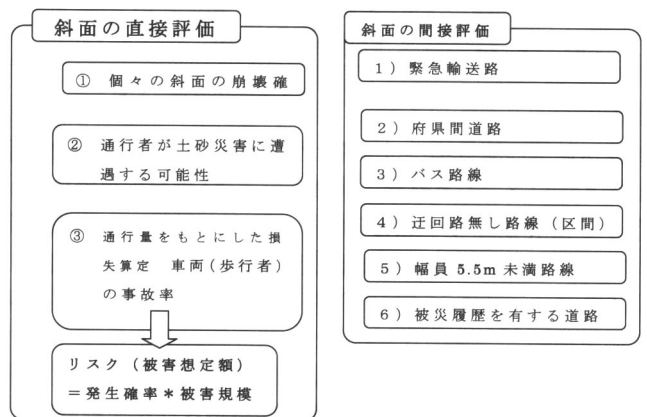 斜面の直接評価
① 個々の斜面の崩壊確
② 通行者が土砂災害に遭
遇する可能性
③ 通行量をもとにした損
失算定 車両(歩行者)
の事故率
リスク(被害想定額)
=発生確率*被害規模
斜面の間接評価
1)緊急輸送路
2)府県間道路
3)バス路線
4)迂回路無し路線(区間)
5)幅員 5.5m 未満路線
6)被災履歴を有する道路